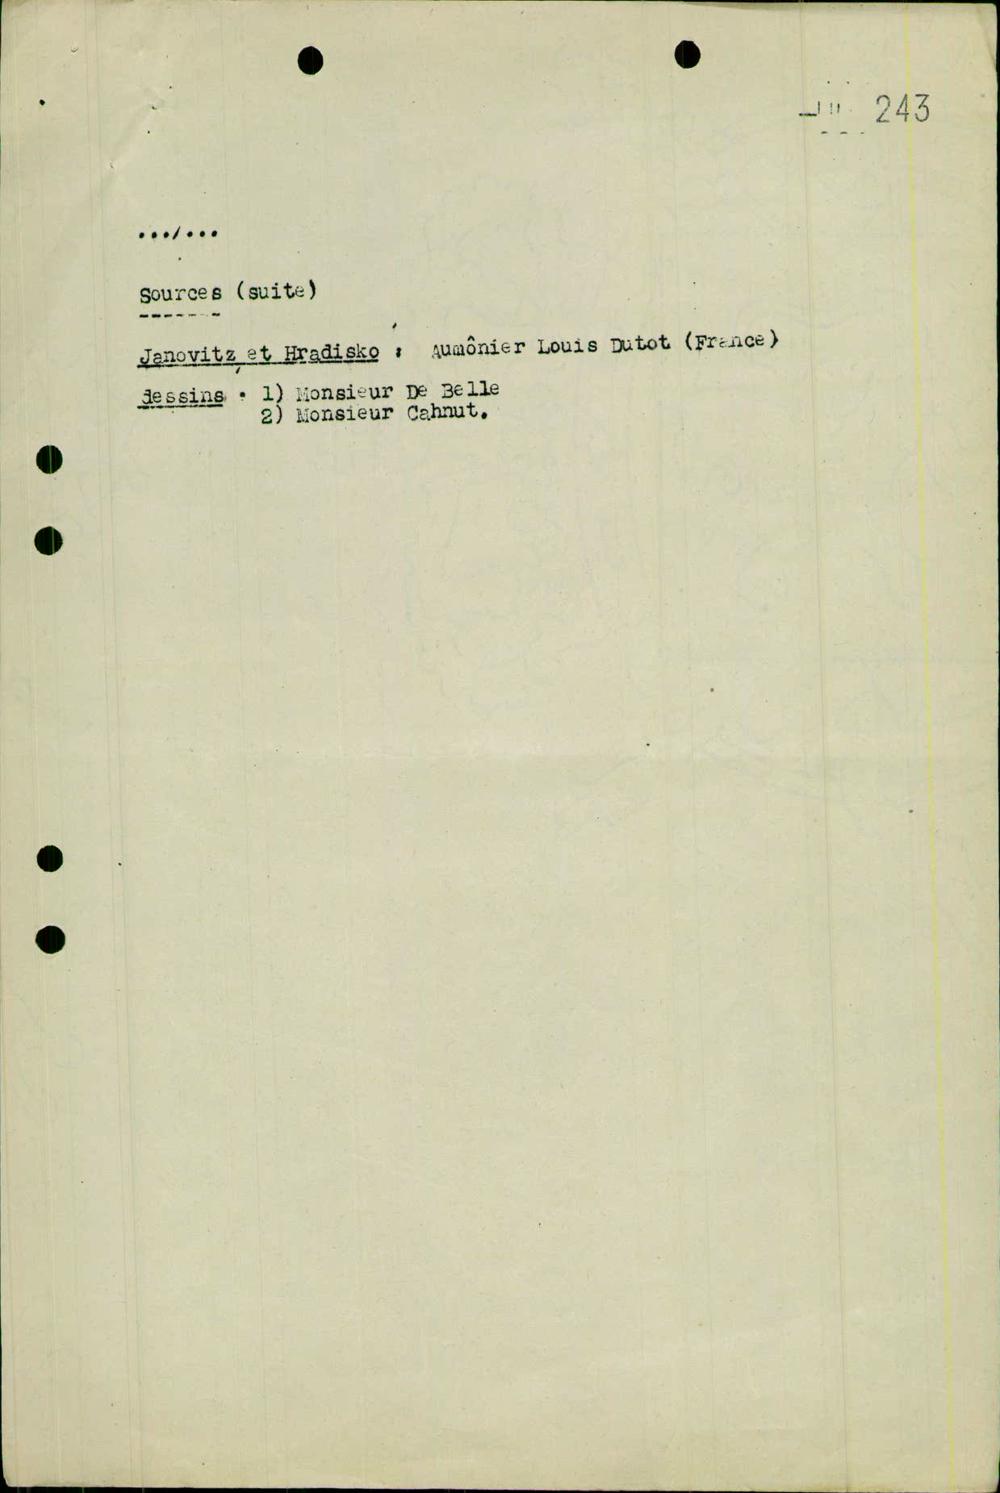 243
.../...
Sources (suite)
Janovitz et Hradisko : Aumônier Louis Dutot (France)
dessins : 1) Monsieur De Belle
2) Monsieur Cahnut.